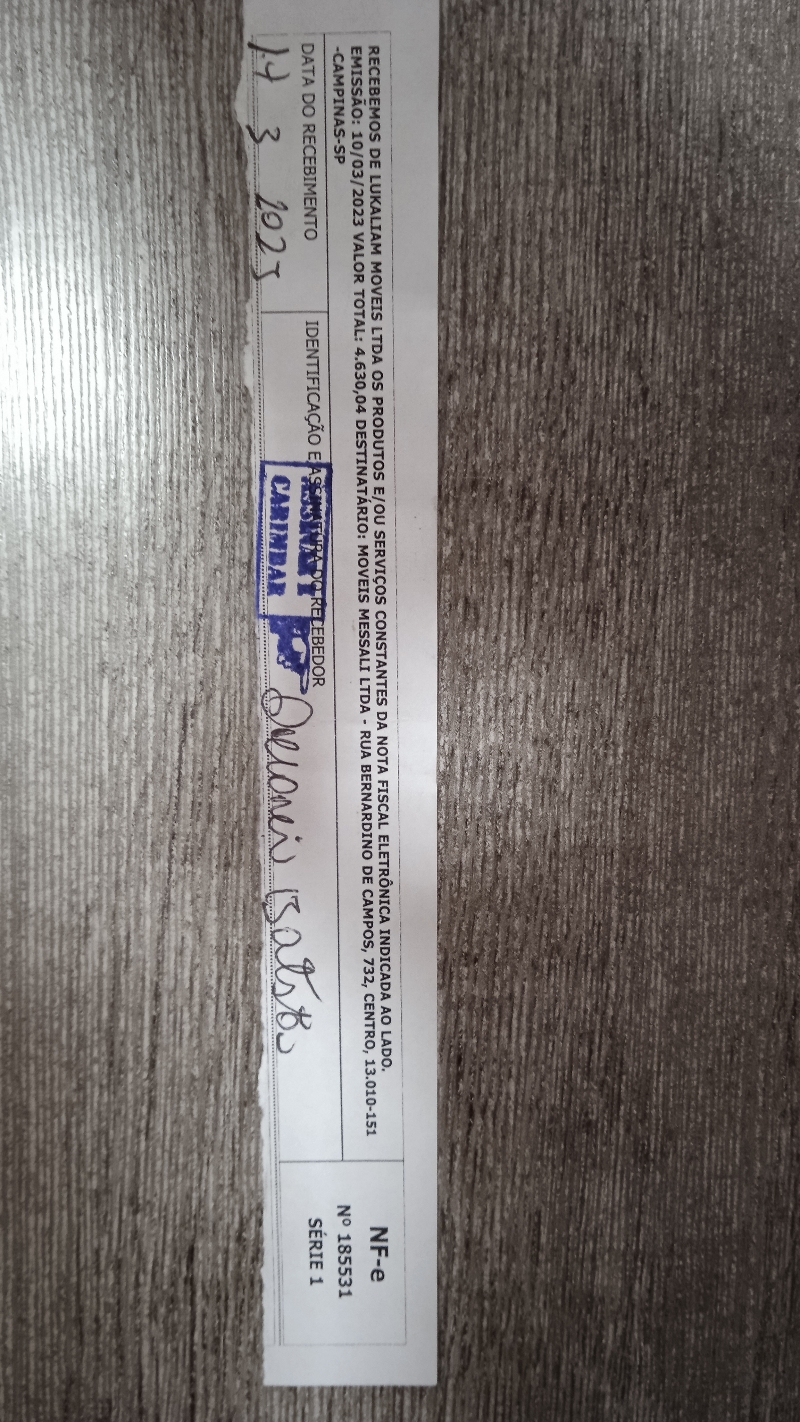 RECEBEMOS DE LUKALIAM MOVEIS LTDA OS PRODUTOS E/OU SERVIÇOS CONSTANTES DA NOTA FISCAL ELETRÔNICA INDICADA AO LADO.
EMISSÃO: 10/03/2023 VALOR TOTAL: 4.630,04 DESTINATÁRIO: MOVEIS MESSALI LTDA - RUA BERNARDINO DE CAMPOS, 732, CENTRO, 13.010-151
-CAMPINAS-SP
DATA DO RECEBIMENTO
14 3 2023
IDENTIFICAÇÃO E ASSINATURA DO RECEBEDOR
CARIMBAR
Batista
NF-e
Nº 185531
SÉRIE 1